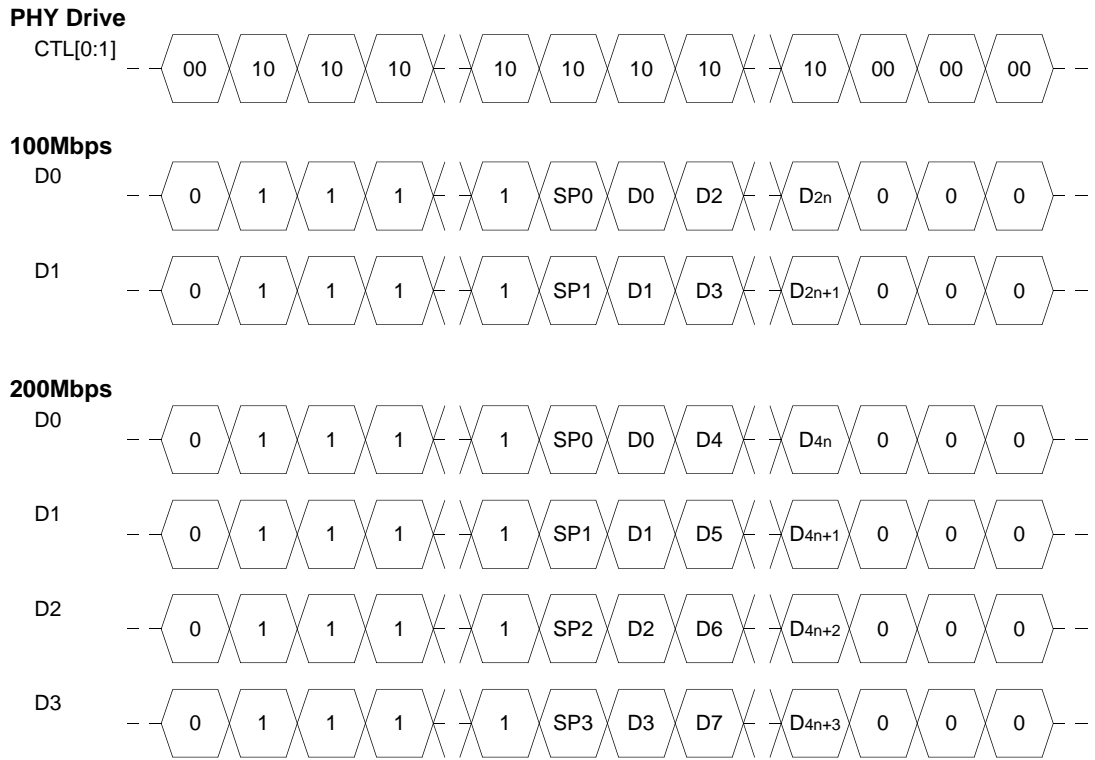 PHY Drive
CTL[0:1]
00 10 10 10 10 10 10 10 10 00 00 00
100Mbps
D0
0 1 1 1 1 SP0 D0 D2 D2n 0 0 0
D1
0 1 1 1 1 SP1 D1 D3 D2n+1 0 0 0
200Mbps
D0
0 1 1 1 1 SP0 D0 D4 D4n 0 0 0
D1
0 1 1 1 1 SP1 D1 D5 D4n+1 0 0 0
D2
0 1 1 1 1 SP2 D2 D6 D4n+2 0 0 0
D3
0 1 1 1 1 SP3 D3 D7 D4n+3 0 0 0